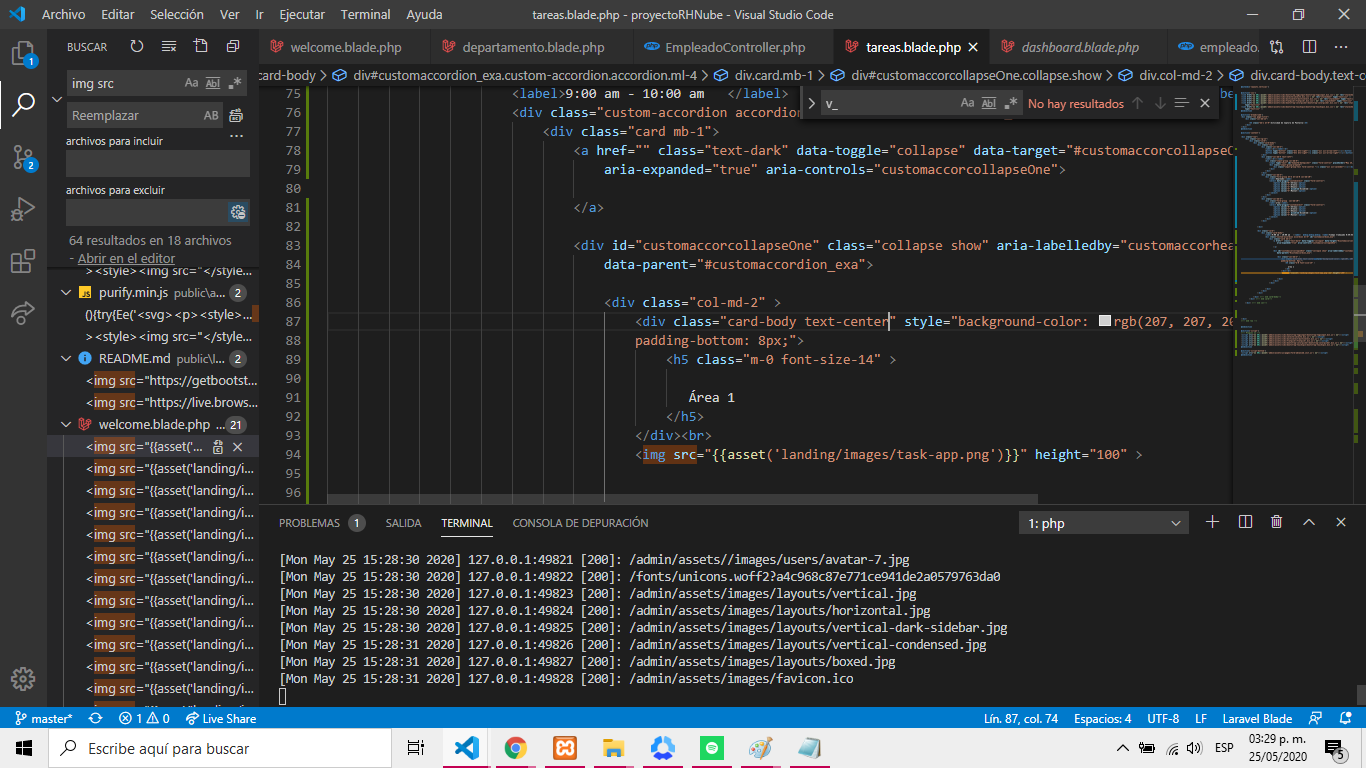 Archivo Editar Selección Ver Ir Ejecutar Terminal Ayuda tareas.blade.php - proyectoRHNube - Visual Studio Code
BUSCAR
welcome.blade.php departamento.blade.php EmpleadoController.php tareas.blade.php dashboard.blade.php empleado.
card-body > div#customaccordion_exa.custom-accordion.accordion.ml-4 > div.card.mb-1 > div#customaccorcollapseOne.collapse.show > div.col-md-2 > div.card-body.text-c
1
img src Aa Abl .*
Reemplazar AB
...
archivos para incluir
archivos para excluir
64 resultados en 18 archivos
- Abrir en el editor
2
v_ Aa Abl .* No hay resultados
75 <label>9:00 am - 10:00 am </label>
76 <div class="custom-accordion accordio
77 <div class="card mb-1">
78 <a href="" class="text-dark" data-toggle="collapse" data-target="#customaccorcollapseO
79 aria-expanded="true" aria-controls="customaccorcollapseOne">
80
81 </a>
82
83 <div id="customaccorcollapseOne" class="collapse show" aria-labelledby="customaccorhea
84 data-parent="#customaccordion_exa">
85
86 <div class="col-md-2" >
87 <div class="card-body text-center" style="background-color: rgb(207, 207, 20
88 padding-bottom: 8px;">
89 <h5 class="m-0 font-size-14" >
90
91 Área 1
92 </h5>
93 </div><br>
94 <img src="{{asset('landing/images/task-app.png')}}" height="100" >
95
96
><style><img src="</style...
purify.min.js public\a... 2
(){try{Ee('<svg><p><style>...
><style><img src="</style...
README.md public\l... 2
<img src="https://getbootst...
<img src="https://live.brows...
welcome.blade.php ... 21
<img src="{{asset('...
<img src="{{asset('landing/i...
<img src="{{asset('landing/i...
<img src="{{asset('landing/i...
<img src="{{asset('landing/i...
<img src="{{asset('landing/i...
<img src="{{asset('landing/i...
<img src="{{asset('landing/i...
<img src="{{asset('landing/i...
<img src="{{asset('landing/i...
<img src="{{asset('landing/i...
<img src="{{asset('landing/i...
PROBLEMAS 1 SALIDA TERMINAL CONSOLA DE DEPURACIÓN 1: php
[Mon May 25 15:28:30 2020] 127.0.0.1:49821 [200]: /admin/assets//images/users/avatar-7.jpg
[Mon May 25 15:28:30 2020] 127.0.0.1:49822 [200]: /fonts/unicons.woff2?a4c968c87e771ce941de2a0579763da0
[Mon May 25 15:28:30 2020] 127.0.0.1:49823 [200]: /admin/assets/images/layouts/vertical.jpg
[Mon May 25 15:28:30 2020] 127.0.0.1:49824 [200]: /admin/assets/images/layouts/horizontal.jpg
[Mon May 25 15:28:30 2020] 127.0.0.1:49825 [200]: /admin/assets/images/layouts/vertical-dark-sidebar.jpg
[Mon May 25 15:28:31 2020] 127.0.0.1:49826 [200]: /admin/assets/images/layouts/vertical-condensed.jpg
[Mon May 25 15:28:31 2020] 127.0.0.1:49827 [200]: /admin/assets/images/layouts/boxed.jpg
[Mon May 25 15:28:31 2020] 127.0.0.1:49828 [200]: /admin/assets/images/favicon.ico
master* 1 0 Live Share Lín. 87, col. 74 Espacios: 4 UTF-8 LF Laravel Blade
Escribe aquí para buscar ESP 03:29 p. m.
25/05/2020 5